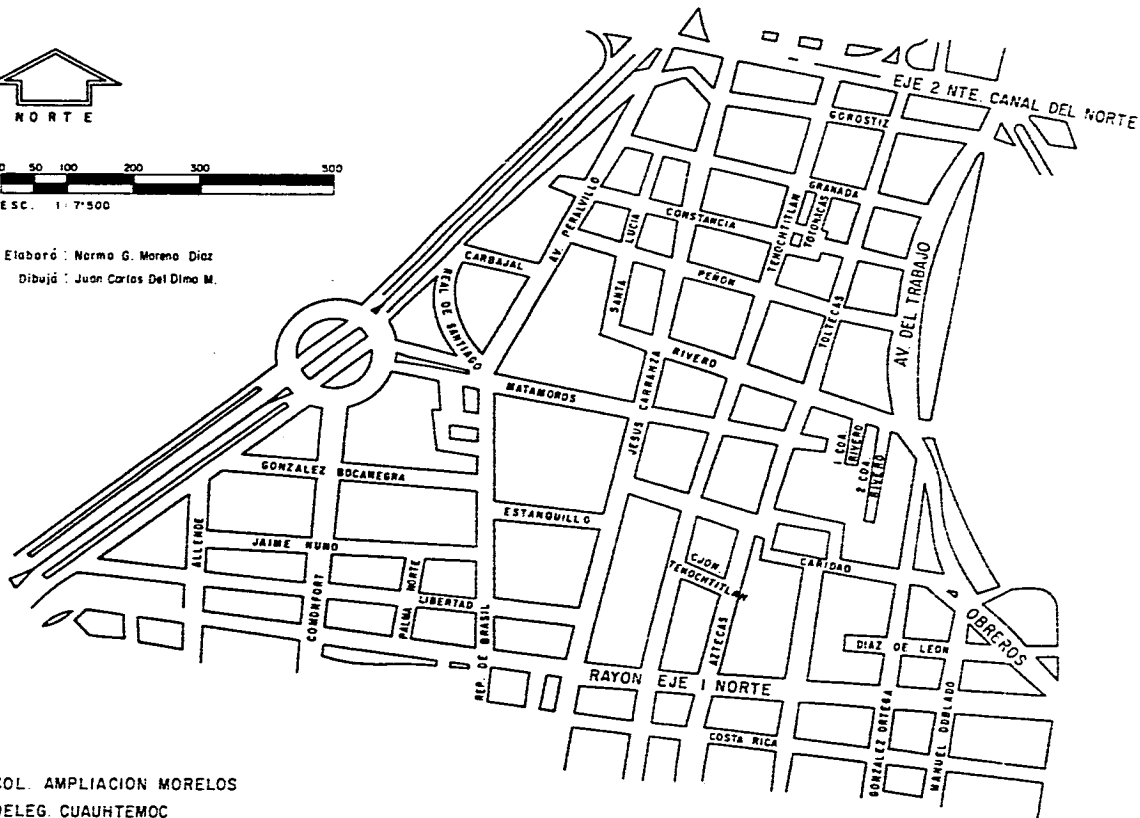 NORTE
0 50 100 200 300 500
ESC. 1:7'500
Elaboró : Norma G. Moreno Díaz
Dibujó : Juan Carlos Del Olmo M.
EJE 2 NTE. CANAL DEL NORTE
GOROSTIZ
GRANADA
TOTONACAS
TENOCHTITLAN
CONSTANCIA
LUCIA
SANTA
AV. PERALVILLO
CARBAJAL
REAL DE SANTIAGO
PEÑON
TOLTECAS
AV. DEL TRABAJO
RIVERO
MATAMOROS
JESUS CARRANZA
1 CDA. RIVERO
2 CDA. RIVERO
GONZALEZ BOCANEGRA
ESTANQUILLO
ALLENDE
JAIME NUNO
COMONFORT
PALMA NORTE
LIBERTAD
REP. DE BRASIL
CJON. TENOCHTITLAN
AZTECAS
CARIDAD
OBREROS
DIAZ DE LEON
RAYON EJE 1 NORTE
COSTA RICA
GONZALEZ ORTEGA
MANUEL DOBLADO
COL. AMPLIACION MORELOS
DELEG. CUAUHTEMOC